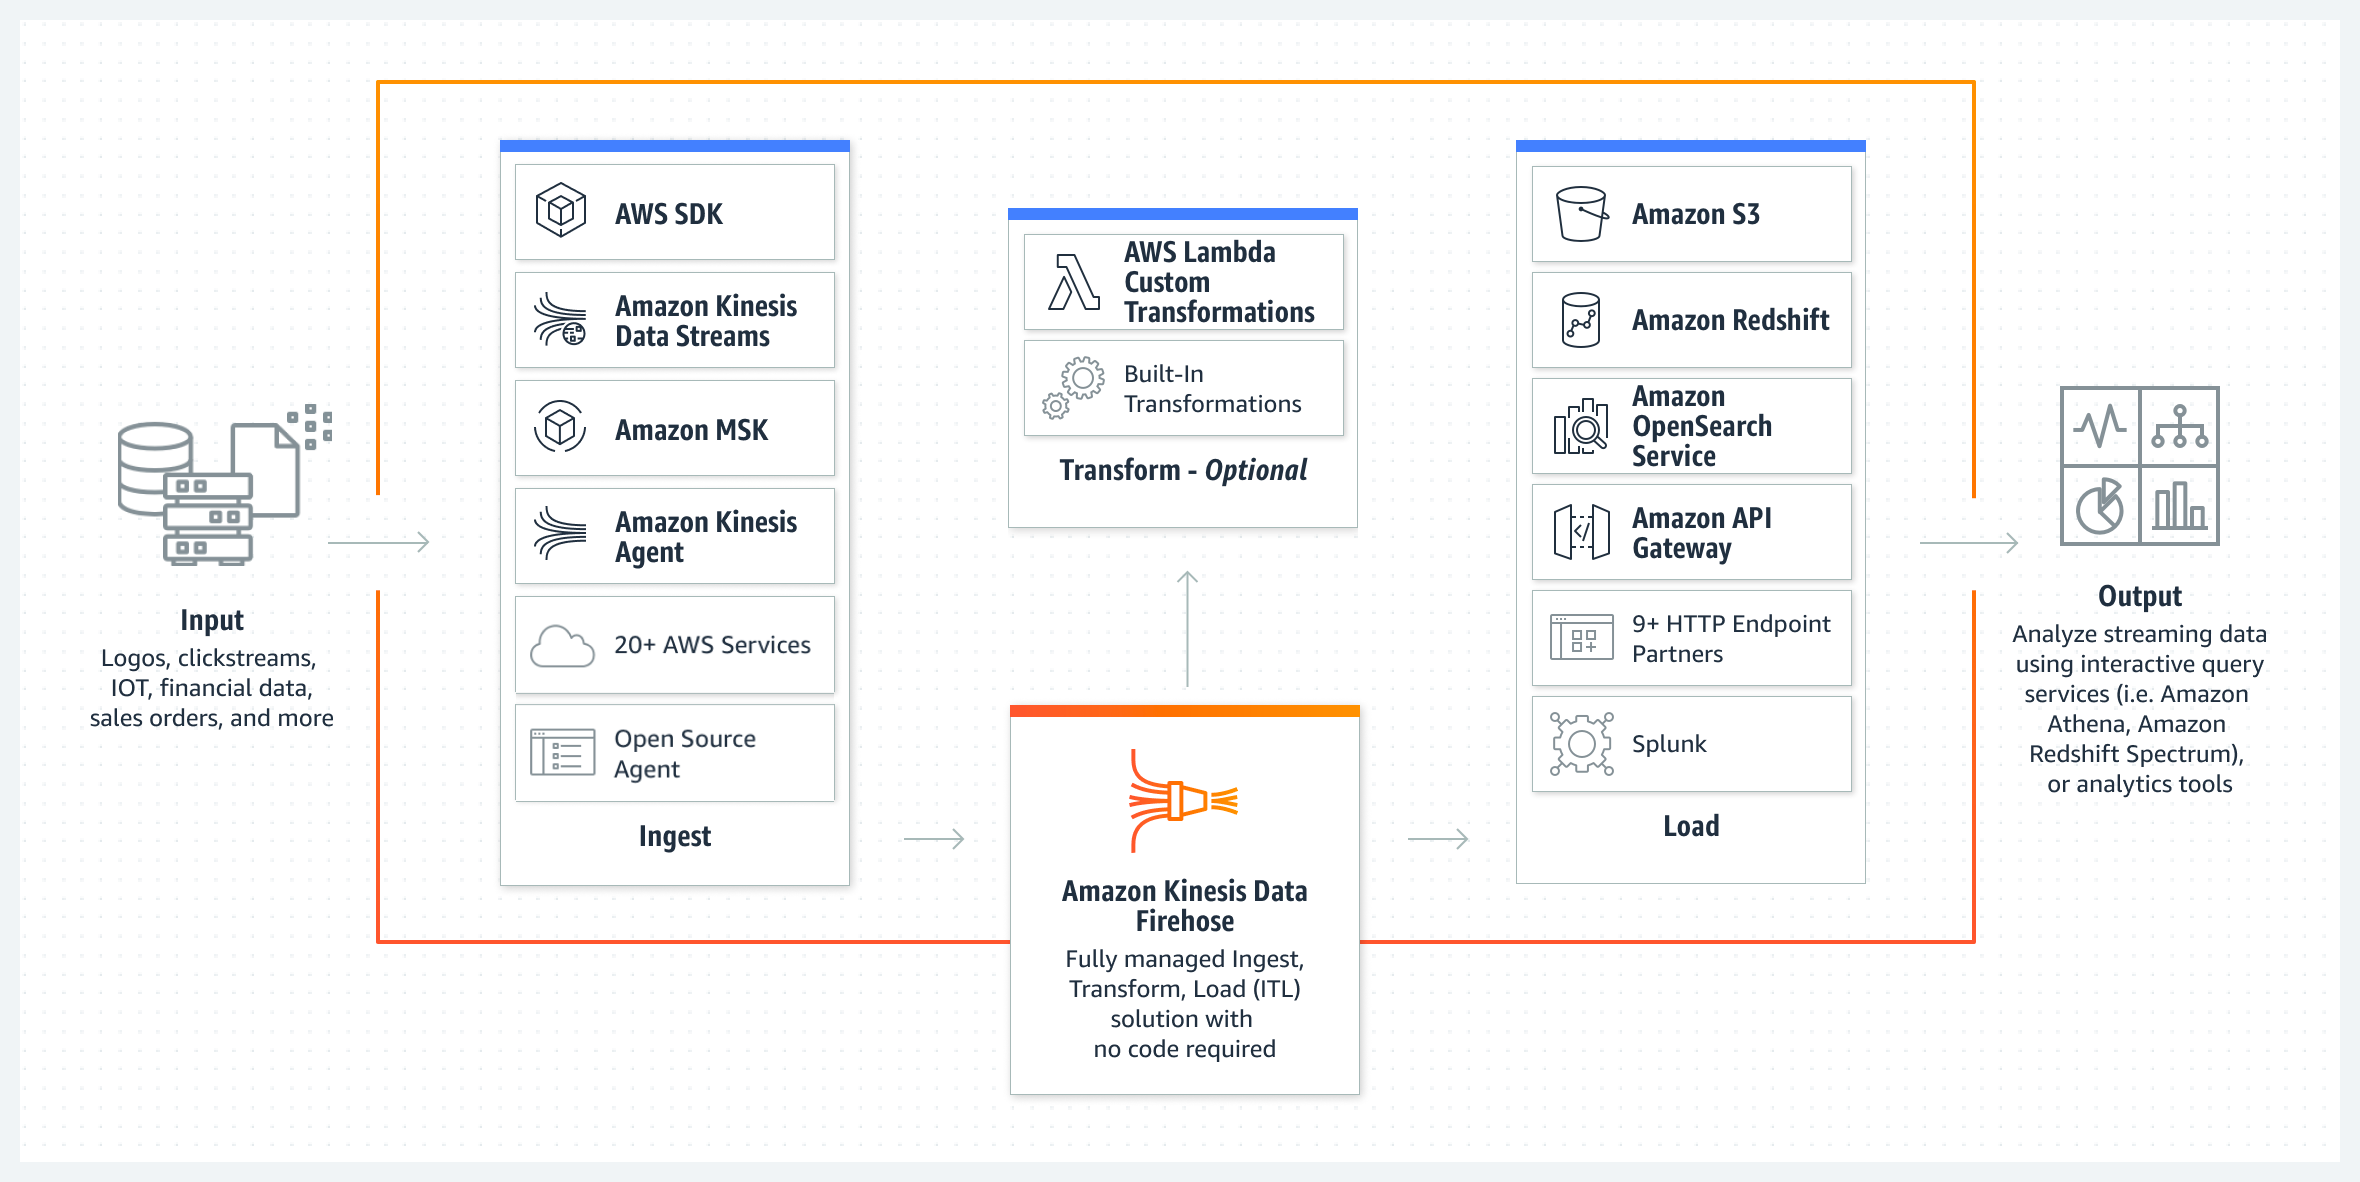 Input
Logos, clickstreams,
IOT, financial data,
sales orders, and more
AWS SDK
Amazon Kinesis
Data Streams
Amazon MSK
Amazon Kinesis
Agent
20+ AWS Services
Open Source
Agent
Ingest
AWS Lambda
Custom
Transformations
Built-In
Transformations
Transform - Optional
Amazon Kinesis Data
Firehose
Fully managed Ingest,
Transform, Load (ITL)
solution with
no code required
Amazon S3
Amazon Redshift
Amazon
OpenSearch
Service
Amazon API
Gateway
9+ HTTP Endpoint
Partners
Splunk
Load
Output
Analyze streaming data
using interactive query
services (i.e. Amazon
Athena, Amazon
Redshift Spectrum),
or analytics tools